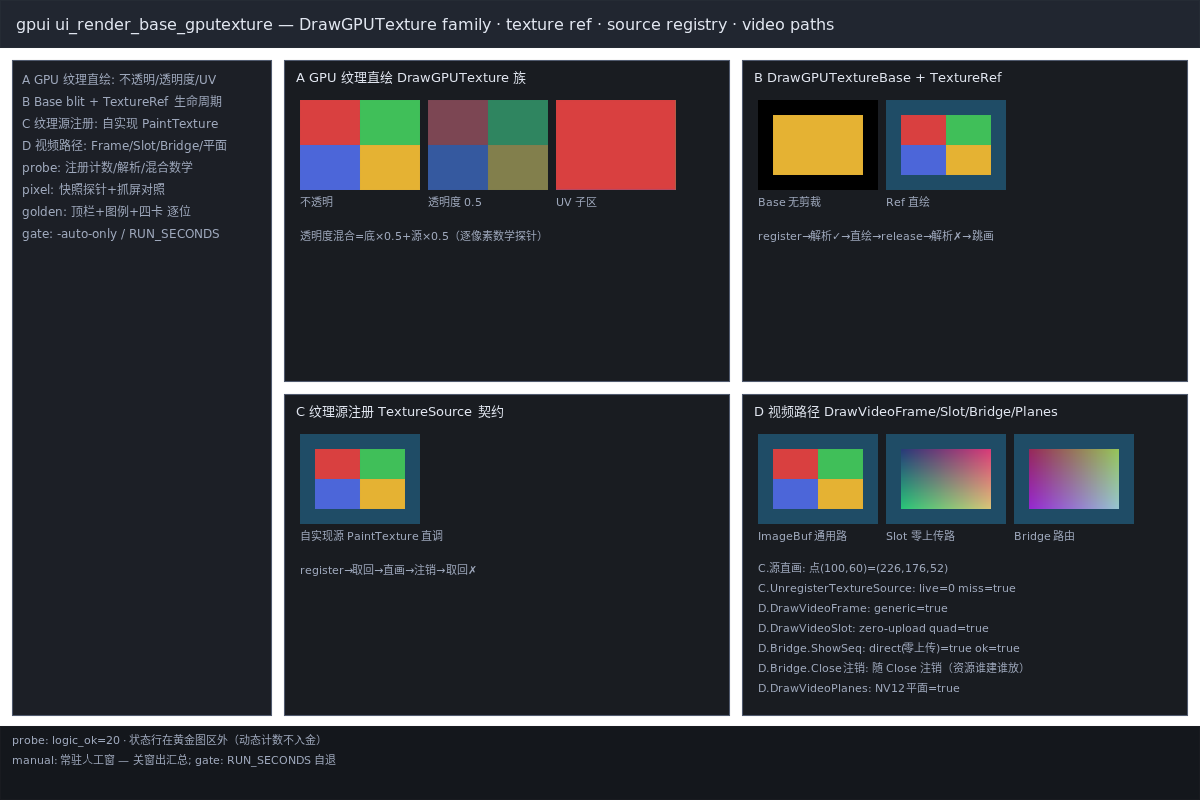 gpui ui_render_base_gputexture — DrawGPUTexture family · texture ref · source registry · video paths
A GPU 纹理直绘: 不透明/透明度/UV
B Base blit + TextureRef 生命周期
C 纹理源注册: 自实现 PaintTexture
D 视频路径: Frame/Slot/Bridge/平面
probe: 注册计数/解析/混合数学
pixel: 快照探针+抓屏对照
golden: 顶栏+图例+四卡 逐位
gate: -auto-only / RUN_SECONDS
A GPU 纹理直绘 DrawGPUTexture 族
不透明
透明度 0.5
UV 子区
透明度混合=底×0.5+源×0.5（逐像素数学探针）
B DrawGPUTextureBase + TextureRef
Base 无剪裁
Ref 直绘
register→解析✓→直绘→release→解析✗→跳画
C 纹理源注册 TextureSource 契约
自实现源 PaintTexture 直调
register→取回→直画→注销→取回✗
D 视频路径 DrawVideoFrame/Slot/Bridge/Planes
ImageBuf 通用路
Slot 零上传路
Bridge 路由
C.源直画: 点(100,60)=(226,176,52)
C.UnregisterTextureSource: live=0 miss=true
D.DrawVideoFrame: generic=true
D.DrawVideoSlot: zero-upload quad=true
D.Bridge.ShowSeq: direct(零上传)=true ok=true
D.Bridge.Close 注销: 随 Close 注销（资源谁建谁放）
D.DrawVideoPlanes: NV12平面=true
probe: logic_ok=20 · 状态行在黄金图区外（动态计数不入金）
manual: 常驻人工窗 — 关窗出汇总; gate: RUN_SECONDS 自退